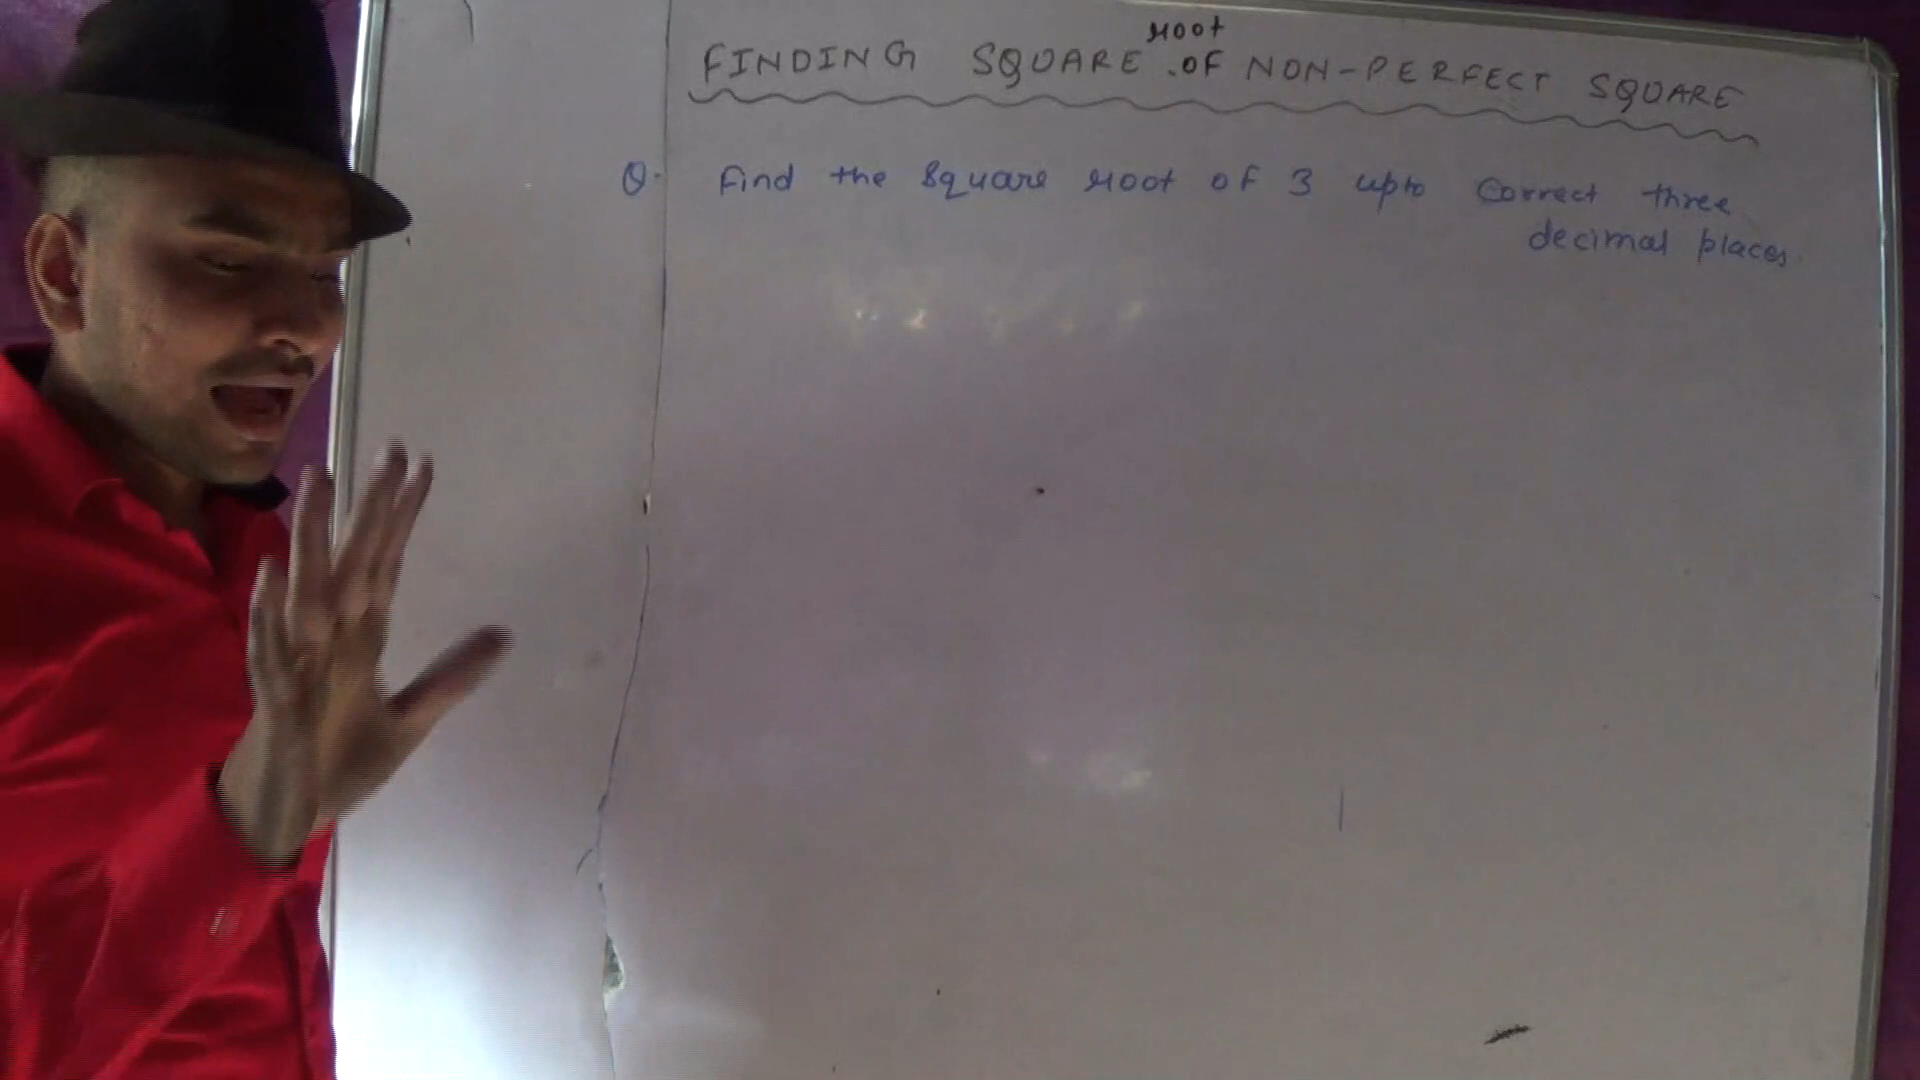 FINDING SQUARE root OF NON-PERFECT SQUARE
Q. Find the square root of 3 upto correct three
decimal places.